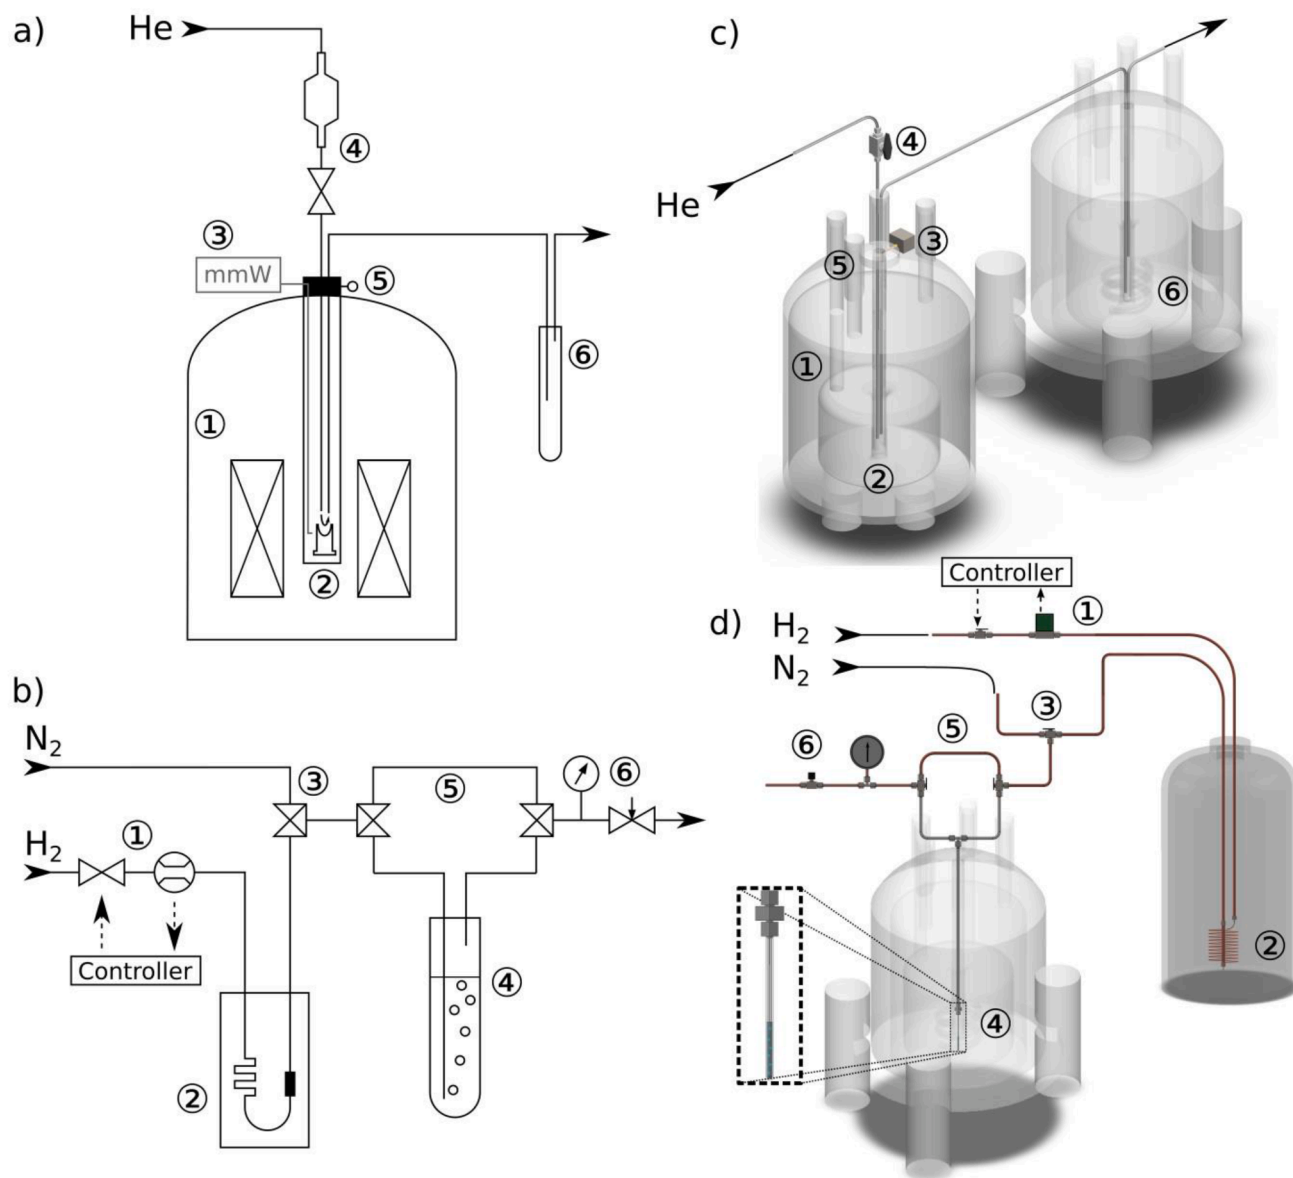 a)
He
④
③
mmW
⑤
⑥
①
②
b)
N₂
③
⑤
⑥
H₂
①
Controller
④
②
c)
④
He
③
⑤
⑥
①
②
Controller
d)
H₂
①
N₂
③
⑤
⑥
②
④